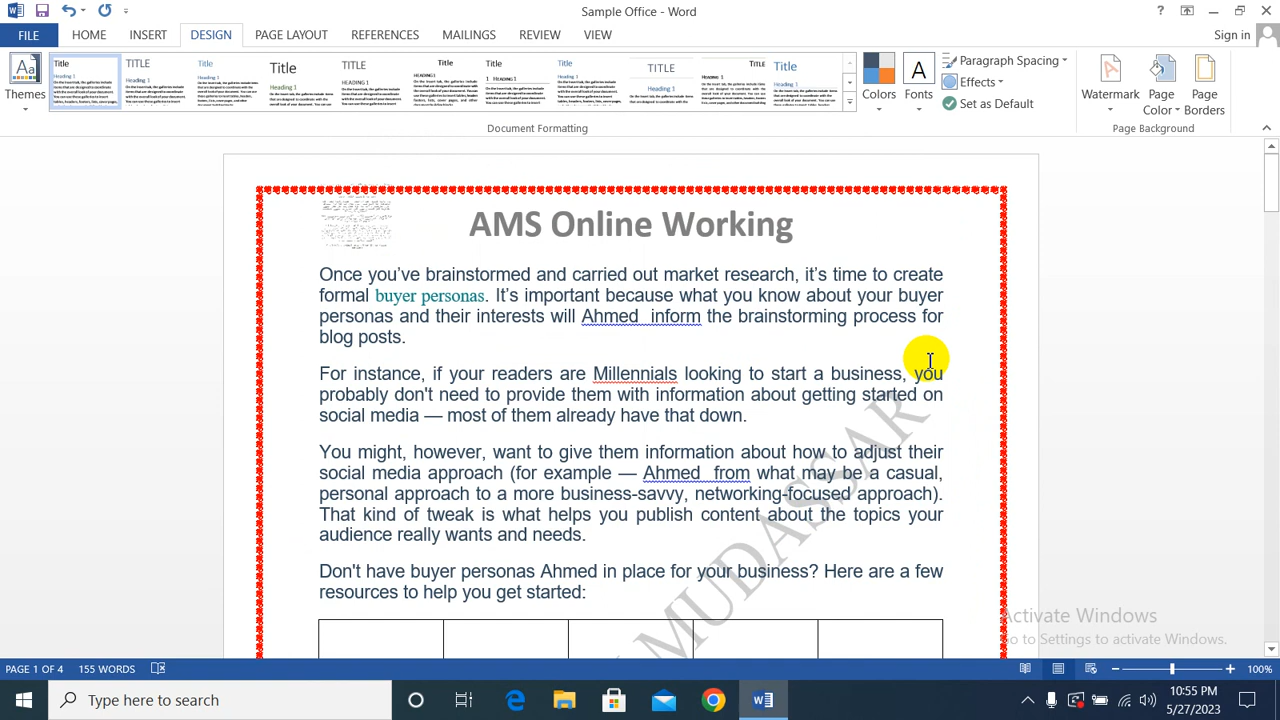 Sample Office - Word
Sign in
FILE HOME INSERT DESIGN PAGE LAYOUT REFERENCES MAILINGS REVIEW VIEW
Themes
Colors
Fonts
Paragraph Spacing
Effects
Set as Default
Watermark
Page Color
Page Borders
Document Formatting
Page Background
AMS Online Working
Once you’ve brainstormed and carried out market research, it’s time to create
formal buyer personas. It’s important because what you know about your buyer
personas and their interests will Ahmed inform the brainstorming process for
blog posts.
For instance, if your readers are Millennials looking to start a business, you
probably don't need to provide them with information about getting started on
social media — most of them already have that down.
You might, however, want to give them information about how to adjust their
social media approach (for example — Ahmed from what may be a casual,
personal approach to a more business-savvy, networking-focused approach).
That kind of tweak is what helps you publish content about the topics your
audience really wants and needs.
Don't have buyer personas Ahmed in place for your business? Here are a few
resources to help you get started:
MUDASSAR
Activate Windows
Go to Settings to activate Windows.
PAGE 1 OF 4 155 WORDS
100%
Type here to search
10:55 PM
5/27/2023